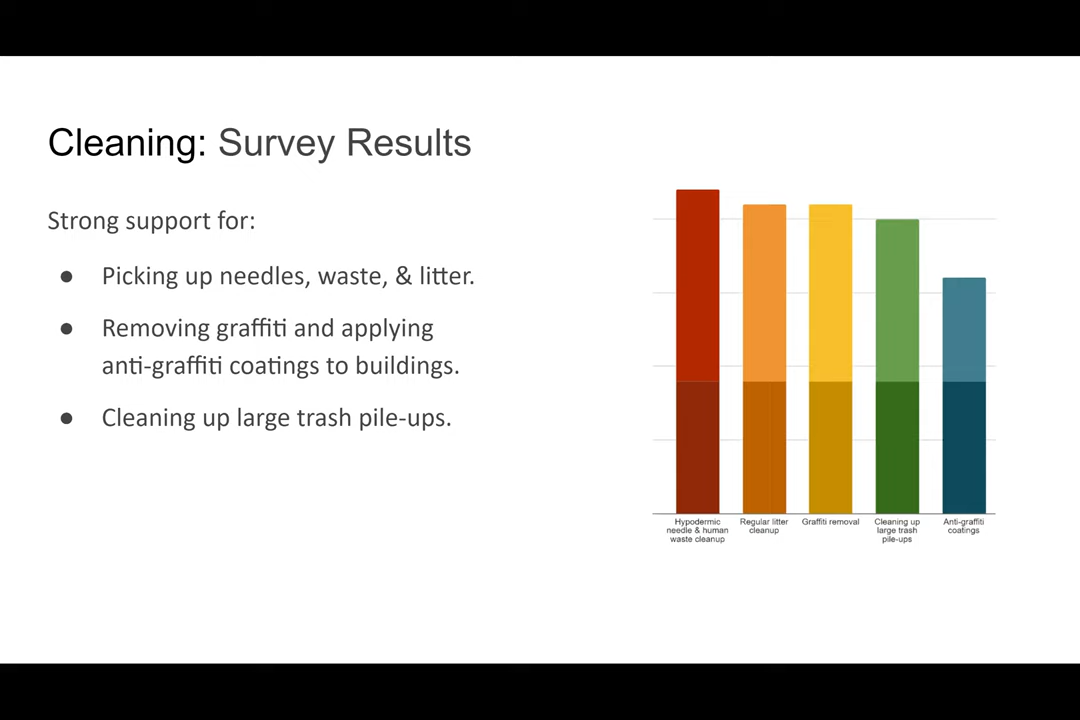 Cleaning: Survey Results
Strong support for:
● Picking up needles, waste, & litter.
● Removing graffiti and applying
anti-graffiti coatings to buildings.
● Cleaning up large trash pile-ups.
Hypodermic
needle & human
waste cleanup
Regular litter
cleanup
Graffiti removal
Cleaning up
large trash
pile-ups
Anti-graffiti
coatings